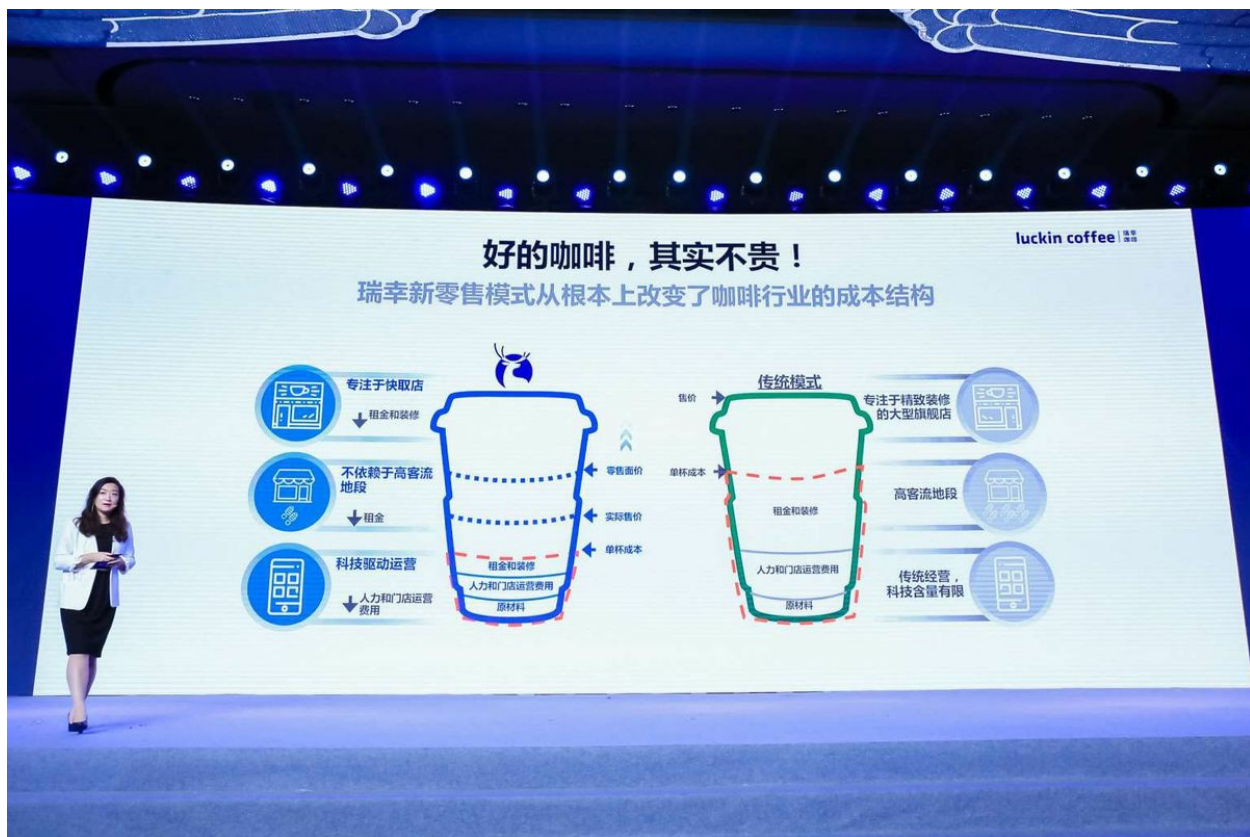 luckin coffee 瑞幸咖啡
好的咖啡，其实不贵！
瑞幸新零售模式从根本上改变了咖啡行业的成本结构
专注于快取店
租金和装修
不依赖于高客流
地段
租金
科技驱动运营
人力和门店运营
费用
零售面价
实际售价
单杯成本
租金和装修
人力和门店运营费用
原材料
传统模式
售价
单杯成本
租金和装修
人力和门店运营费用
原材料
专注于精致装修
的大型旗舰店
高客流地段
传统经营，
科技含量有限